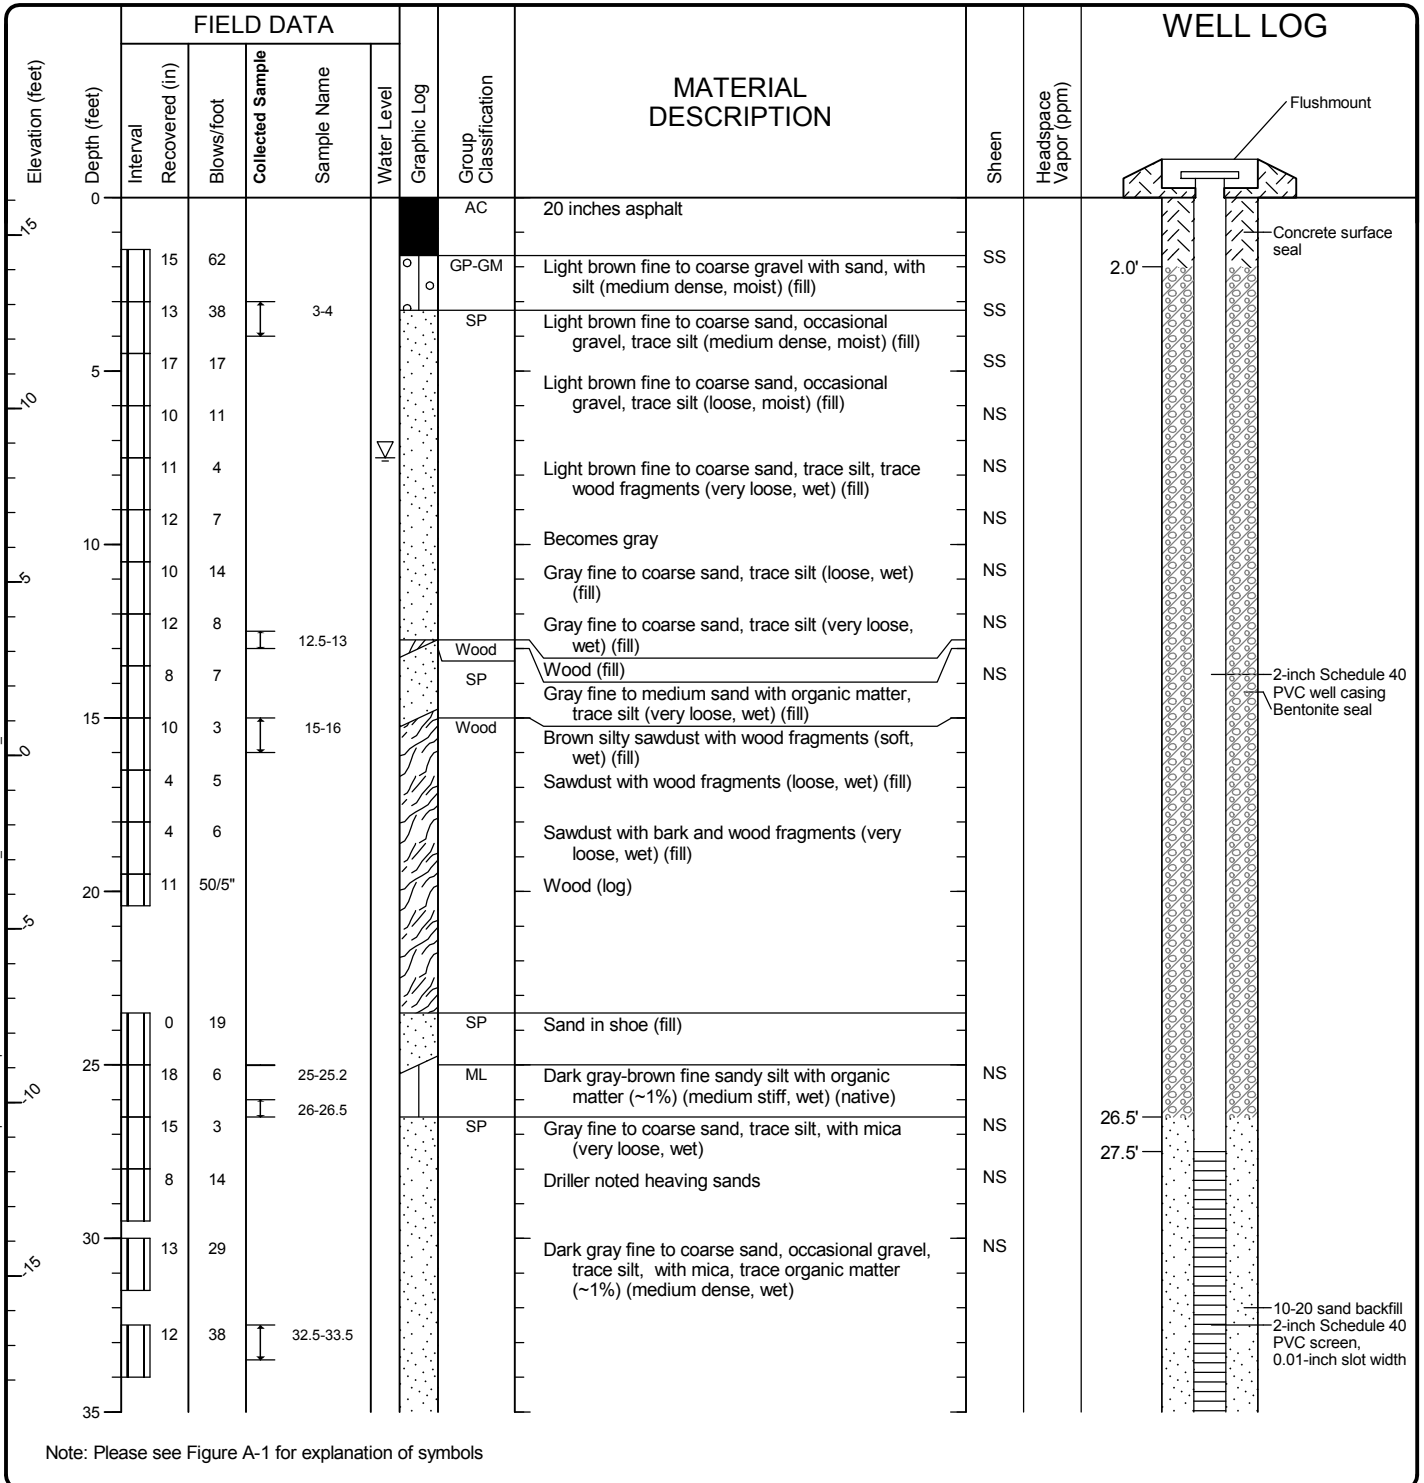 FIELD DATA
WELL LOG
Elevation (feet)
Depth (feet)
Interval
Recovered (in)
Blows/foot
Collected Sample
Sample Name
Water Level
Graphic Log
Group
Classification
MATERIAL
DESCRIPTION
Sheen
Headspace
Vapor (ppm)
Flushmount
0
AC
20 inches asphalt
15
Concrete surface
seal
15
62
SS
GP-GM
Light brown fine to coarse gravel with sand, with
silt (medium dense, moist) (fill)
2.0'
13
38
3-4
SS
SP
Light brown fine to coarse sand, occasional
gravel, trace silt (medium dense, moist) (fill)
17
17
SS
5
Light brown fine to coarse sand, occasional
gravel, trace silt (loose, moist) (fill)
10
10
11
NS
11
4
Light brown fine to coarse sand, trace silt, trace
wood fragments (very loose, wet) (fill)
NS
12
7
NS
10
Becomes gray
10
14
Gray fine to coarse sand, trace silt (loose, wet)
(fill)
NS
5
12
8
Gray fine to coarse sand, trace silt (very loose,
wet) (fill)
NS
12.5-13
Wood
Wood (fill)
8
7
SP
NS
2-inch Schedule 40
PVC well casing
Bentonite seal
Gray fine to medium sand with organic matter,
trace silt (very loose, wet) (fill)
15
10
3
15-16
Wood
Brown silty sawdust with wood fragments (soft,
wet) (fill)
0
4
5
Sawdust with wood fragments (loose, wet) (fill)
4
6
Sawdust with bark and wood fragments (very
loose, wet) (fill)
20
11
50/5"
Wood (log)
-5
0
19
SP
Sand in shoe (fill)
25
18
6
25-25.2
ML
Dark gray-brown fine sandy silt with organic
matter (~1%) (medium stiff, wet) (native)
NS
-10
26-26.5
26.5'
15
3
SP
Gray fine to coarse sand, trace silt, with mica
(very loose, wet)
NS
27.5'
8
14
Driller noted heaving sands
NS
30
13
29
Dark gray fine to coarse sand, occasional gravel,
trace silt, with mica, trace organic matter
(~1%) (medium dense, wet)
NS
-15
10-20 sand backfill
2-inch Schedule 40
PVC screen,
0.01-inch slot width
12
38
32.5-33.5
35
Note: Please see Figure A-1 for explanation of symbols